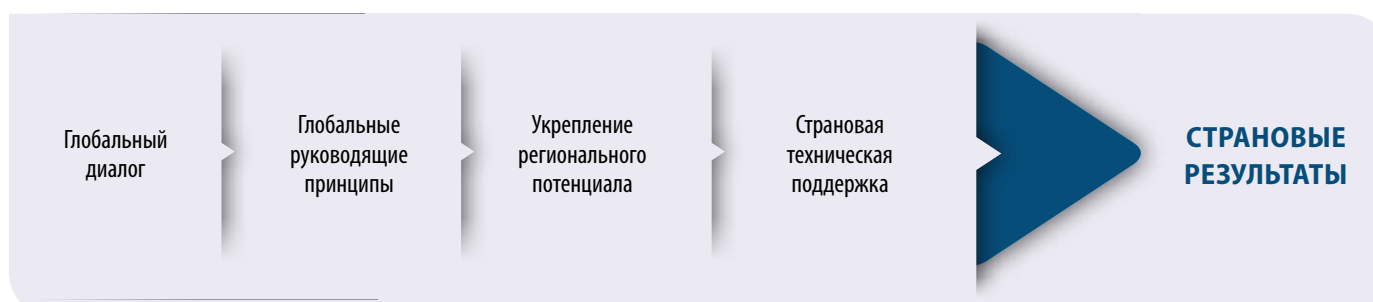 Глобальный
диалог
Глобальные
руководящие
принципы
Укрепление
регионального
потенциала
Страновая
техническая
поддержка
СТРАНОВЫЕ
РЕЗУЛЬТАТЫ